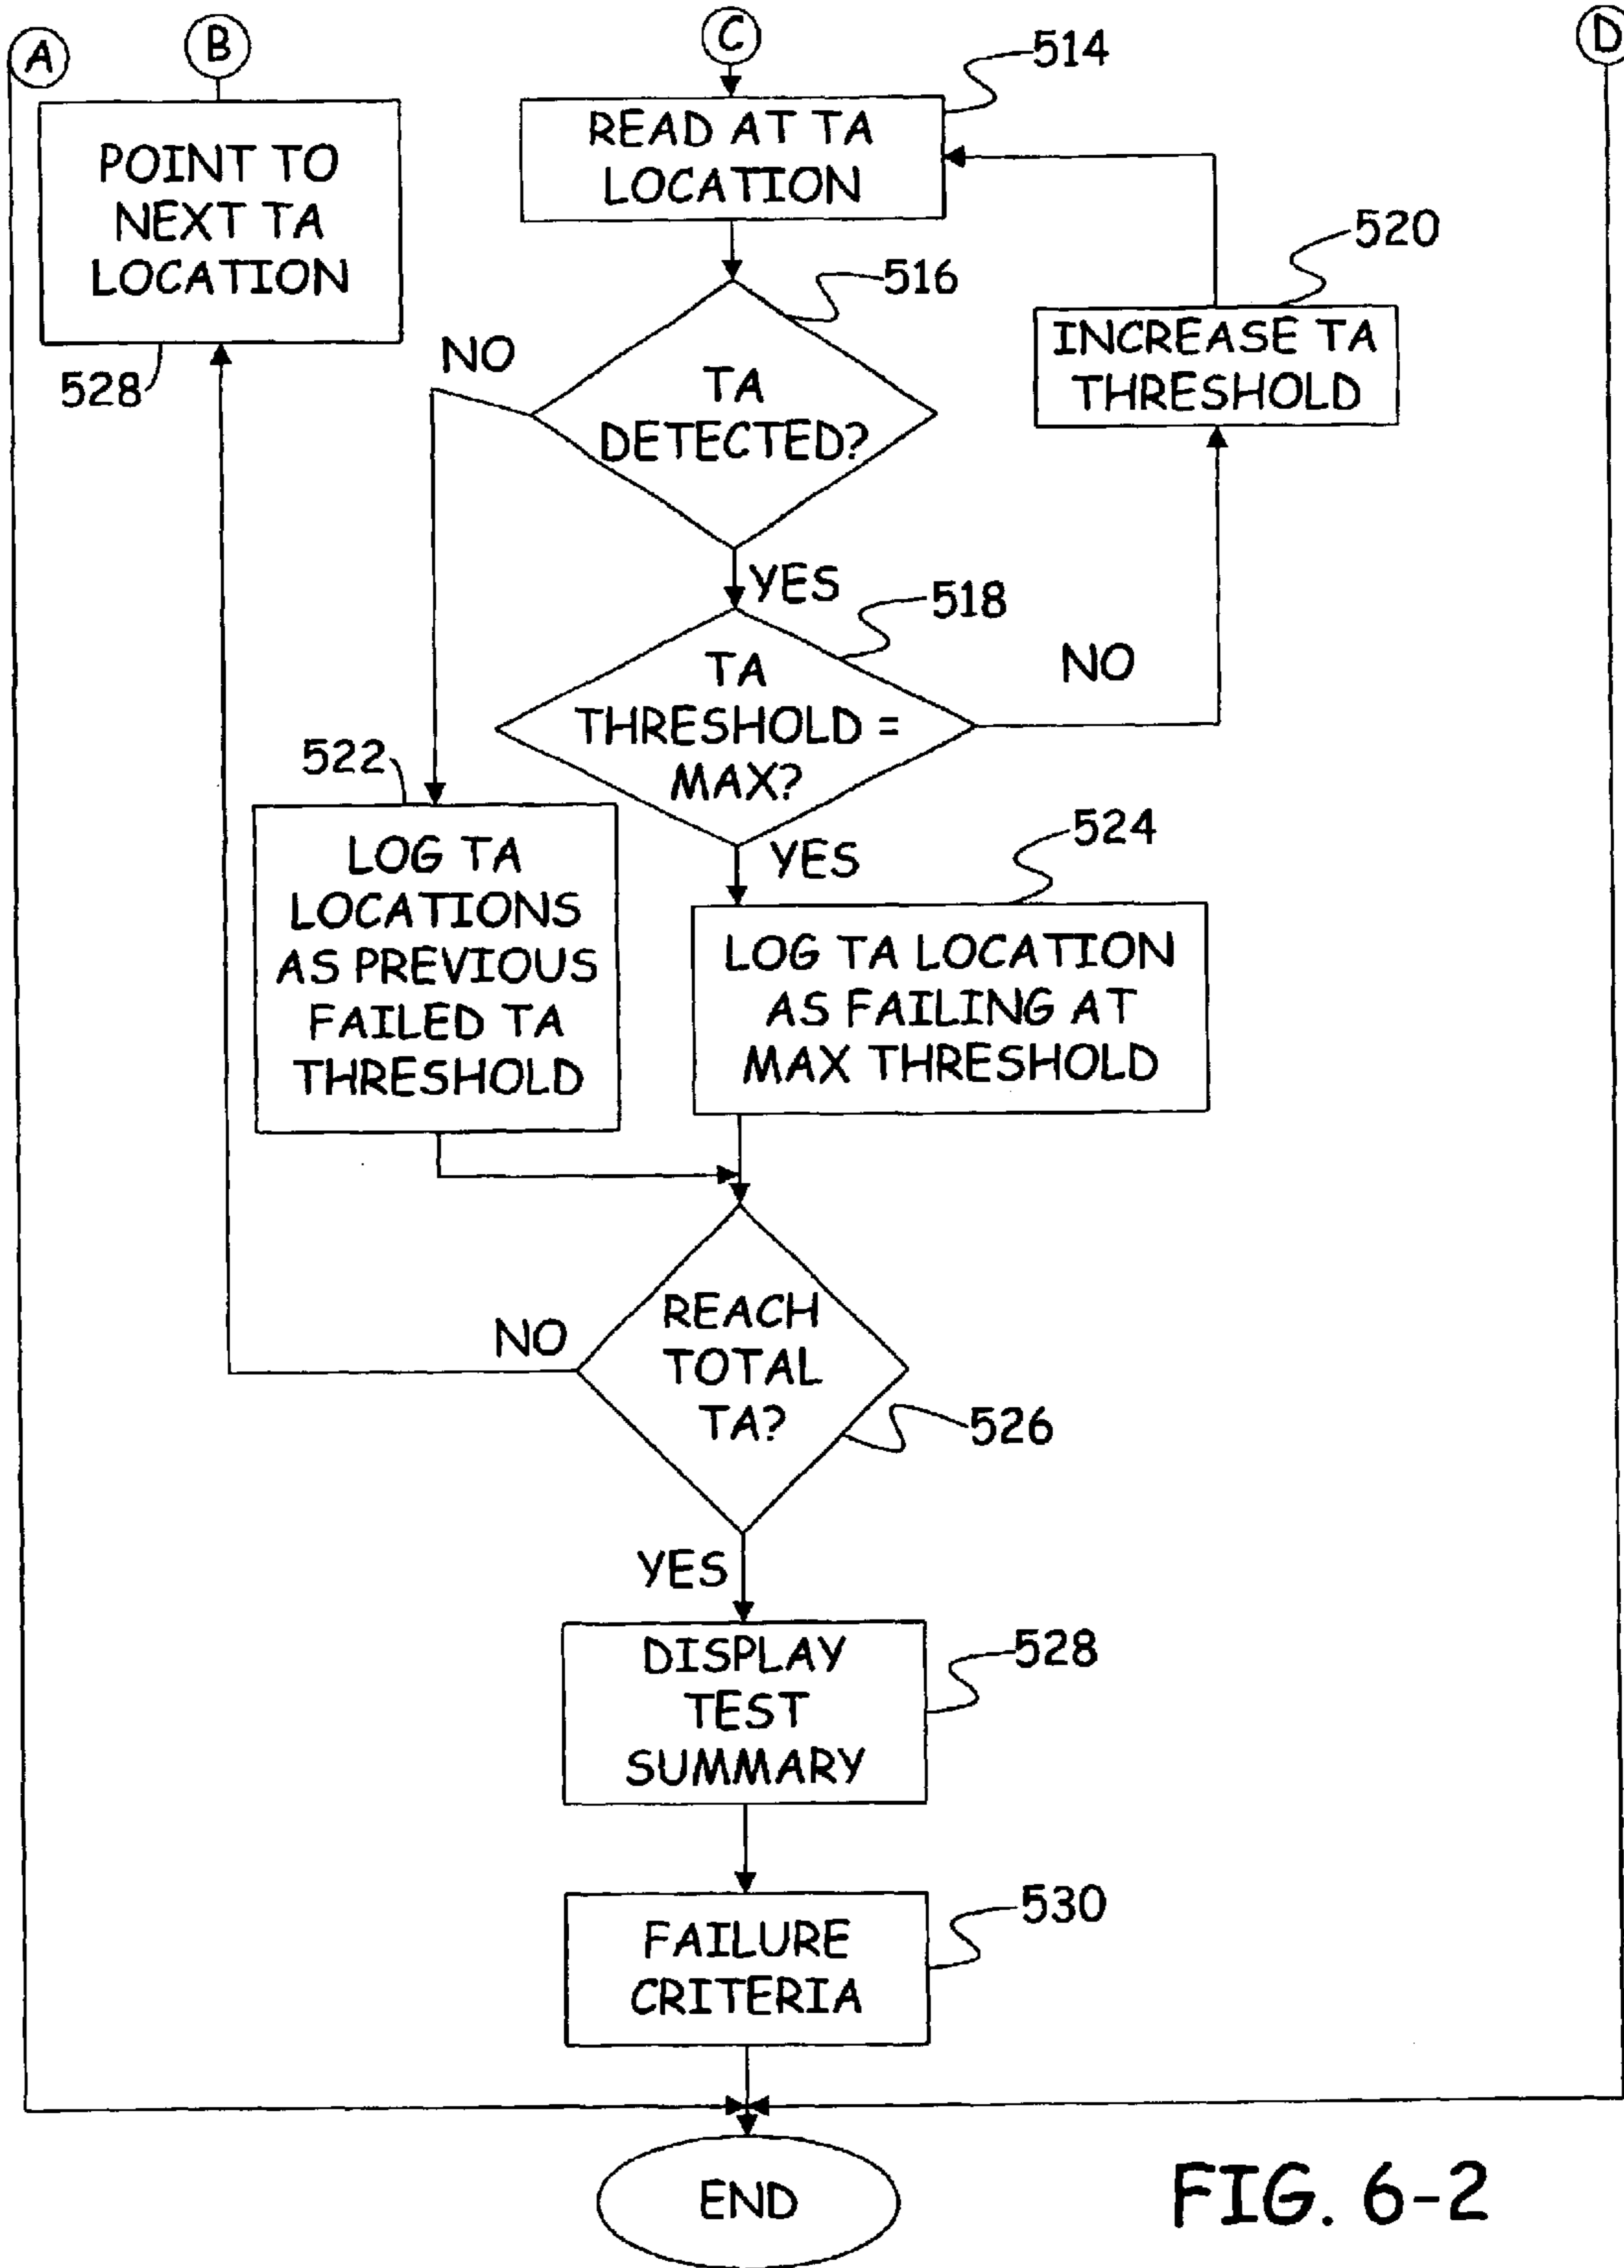 A
B
C
D
514
READ AT TA
LOCATION
POINT TO
NEXT TA
LOCATION
528
520
INCREASE TA
THRESHOLD
516
NO
TA
DETECTED?
YES
518
TA
THRESHOLD =
MAX?
NO
522
LOG TA
LOCATIONS
AS PREVIOUS
FAILED TA
THRESHOLD
YES
524
LOG TA LOCATION
AS FAILING AT
MAX THRESHOLD
NO
REACH
TOTAL
TA?
526
YES
DISPLAY
TEST
SUMMARY
528
FAILURE
CRITERIA
530
END
FIG. 6-2